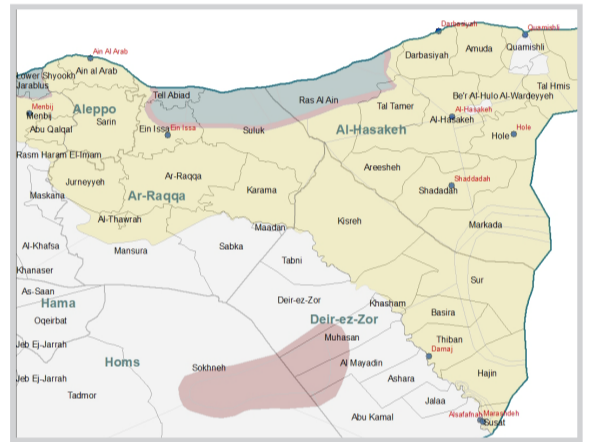 Darbasiyah
Quamishli
Ain Al Arab
Darbasiyah
Amuda
Quamishli
Lower Shyookh
Ain al Arab
Jarablus
Tell Abiad
Ras Al Ain
Tal Hmis
Be'r Al-Hulo Al-Wardeyyeh
Menbij
Menbij
Aleppo
Sarin
Tal Tamer
Al-Hasakeh
Al-Hasakeh
Abu Qalqal
Ein Issa
Ein Issa
Suluk
Al-Hasakeh
Hole
Hole
Rasm Haram El-Imam
Areesheh
Jurneyyeh
Ar-Raqqa
Karama
Shaddadah
Shadadah
Maskana
Ar-Raqqa
Al-Thawrah
Kisreh
Markada
Maadan
Al-Khafsa
Mansura
Sabka
Tabni
Khanaser
Sur
As-Saan
Hama
Deir-ez-Zor
Khasham
Oqeirbat
Deir-ez-Zor
Basira
Muhasan
Thiban
Jeb Ej-Jarrah
Homs
Sokhneh
Al Mayadin
Damaj
Hajin
Jeb Ej-Jarrah
Ashara
Tadmor
Jalaa
Abu Kamal
Alsafafnah
Marashdeh
Susat